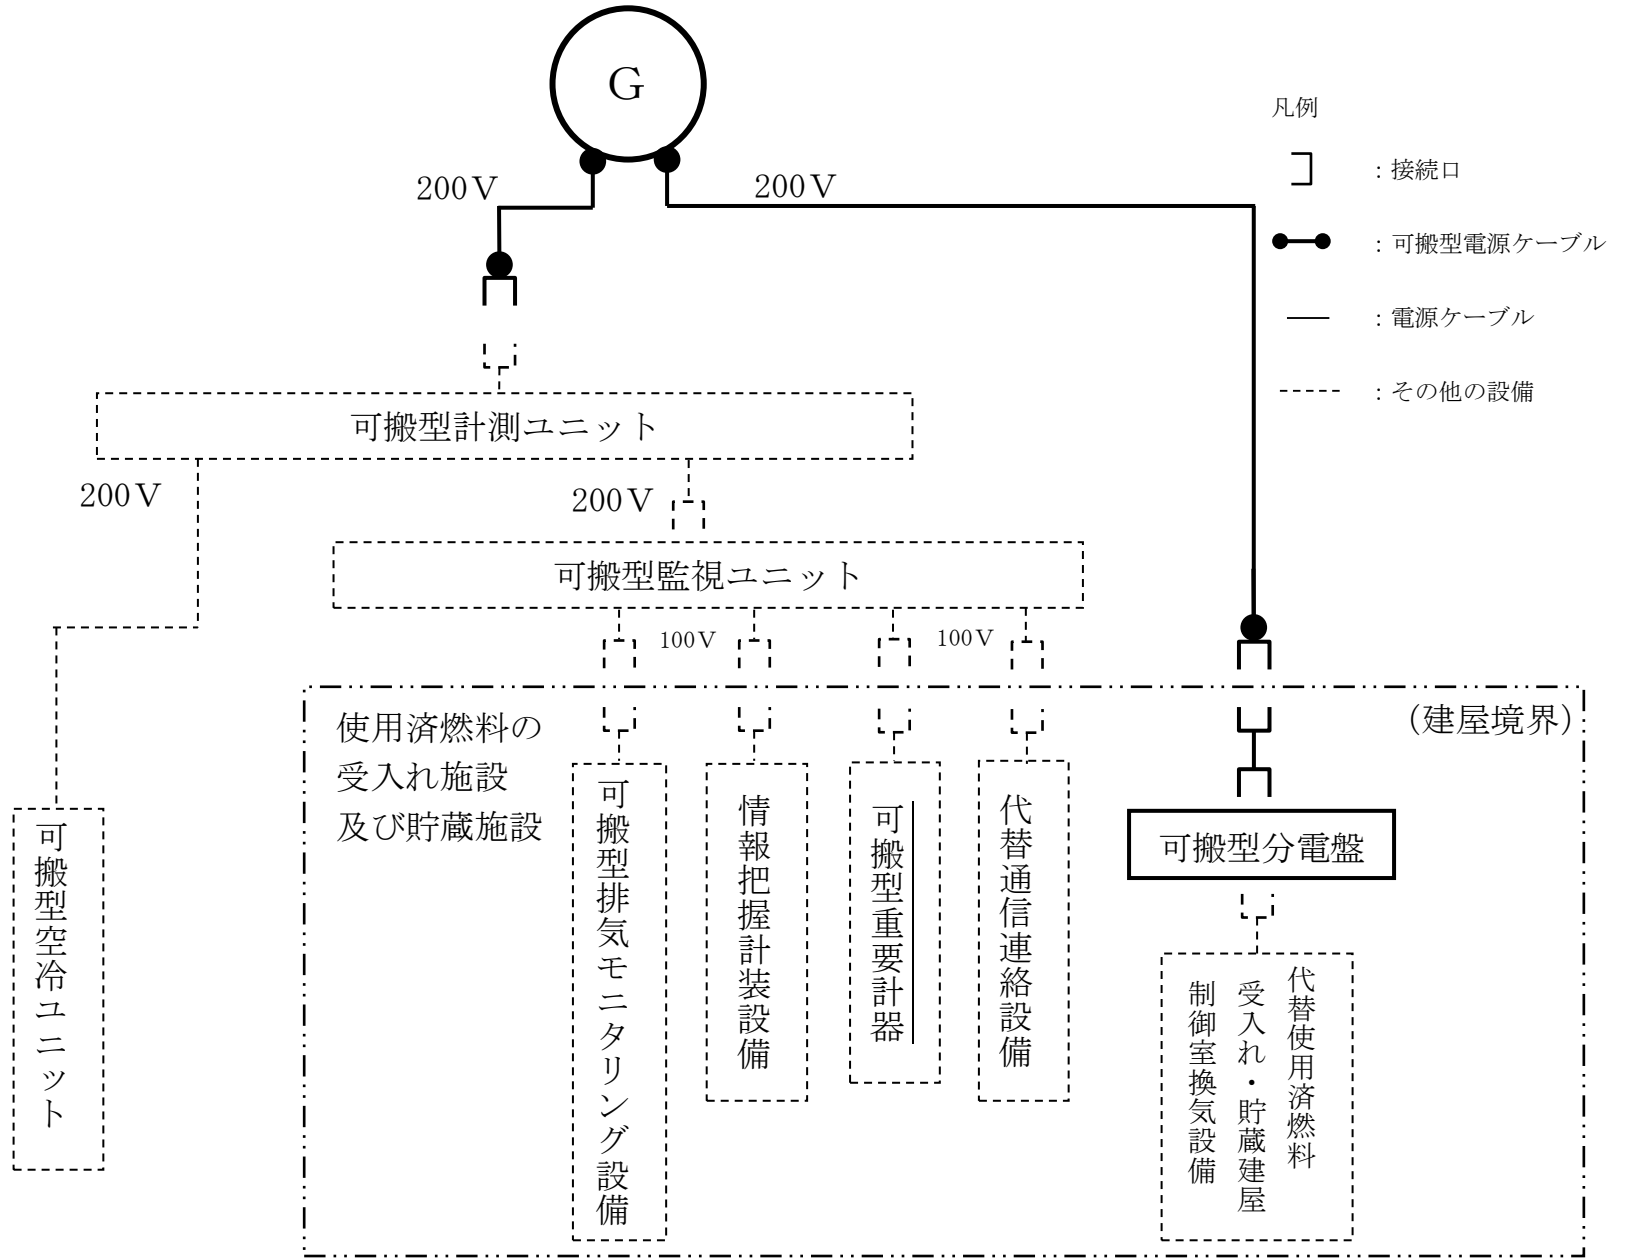 G
200V
200V
凡例
：接続口
：可搬型電源ケーブル
：電源ケーブル
：その他の設備
可搬型計測ユニット
200V
200V
可搬型監視ユニット
100V
100V
使用済燃料の
受入れ施設
及び貯蔵施設
（建屋境界）
可搬型空冷ユニット
可搬型排気モニタリング設備
情報把握計装設備
可搬型重要計器
代替通信連絡設備
可搬型分電盤
代替使用済燃料
受入れ・貯蔵建屋
制御室換気設備